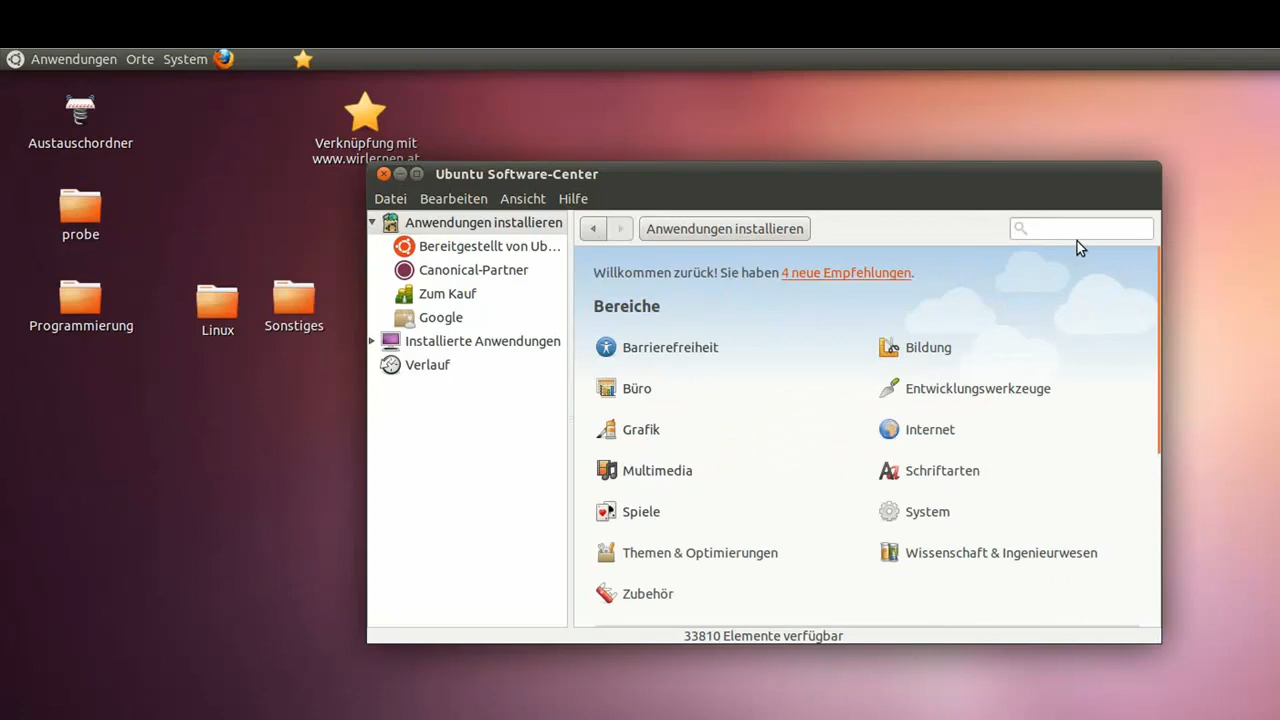 Anwendungen Orte System
Austauschordner
Verknüpfung mit
www.wirlernen.at
probe
Programmierung
Linux
Sonstiges
Ubuntu Software-Center
Datei Bearbeiten Ansicht Hilfe
Anwendungen installieren
Bereitgestellt von Ub...
Canonical-Partner
Zum Kauf
Google
Installierte Anwendungen
Verlauf
Anwendungen installieren
Willkommen zurück! Sie haben 4 neue Empfehlungen.
Bereiche
Barrierefreiheit
Bildung
Büro
Entwicklungswerkzeuge
Grafik
Internet
Multimedia
Schriftarten
Spiele
System
Themen & Optimierungen
Wissenschaft & Ingenieurwesen
Zubehör
33810 Elemente verfügbar